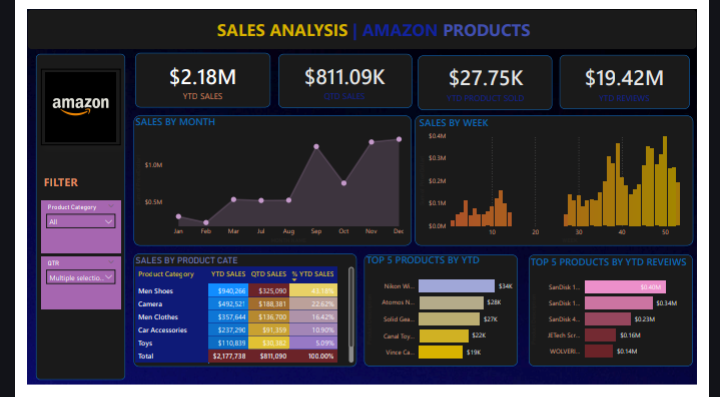 SALES ANALYSIS | AMAZON PRODUCTS
amazon
$2.18M
YTD SALES
$811.09K
QTD SALES
$27.75K
YTD PRODUCT SOLD
$19.42M
YTD REVIEWS
FILTER
Product Category
All
QTR
Multiple selectio...
SALES BY MONTH
$1.0M
$0.5M
Jan Feb Mar Jun Jul Aug Sep Oct Nov Dec
SALES BY WEEK
$0.4M
$0.3M
$0.2M
$0.1M
$0.0M
10 20 30 40 50
SALES BY PRODUCT CATE
Product Category YTD SALES QTD SALES % YTD SALES
Men Shoes $940,266 $325,090 43.18%
Camera $492,521 $188,381 22.62%
Men Clothes $357,644 $136,700 16.42%
Car Accessories $237,290 $91,359 10.90%
Toys $110,839 5.09%
Total $2,177,738 $811,090 100.00%
TOP 5 PRODUCTS BY YTD
Nikon Wi... $34K
Atomos N... $28K
Solid Gea... $27K
Canal Toy... $22K
Vince Ca... $19K
TOP 5 PRODUCTS BY YTD REVEIWS
SanDisk 1... $0.40M
SanDisk 1... $0.34M
SanDisk 4... $0.23M
JETech Scr... $0.16M
WOLVERI... $0.14M